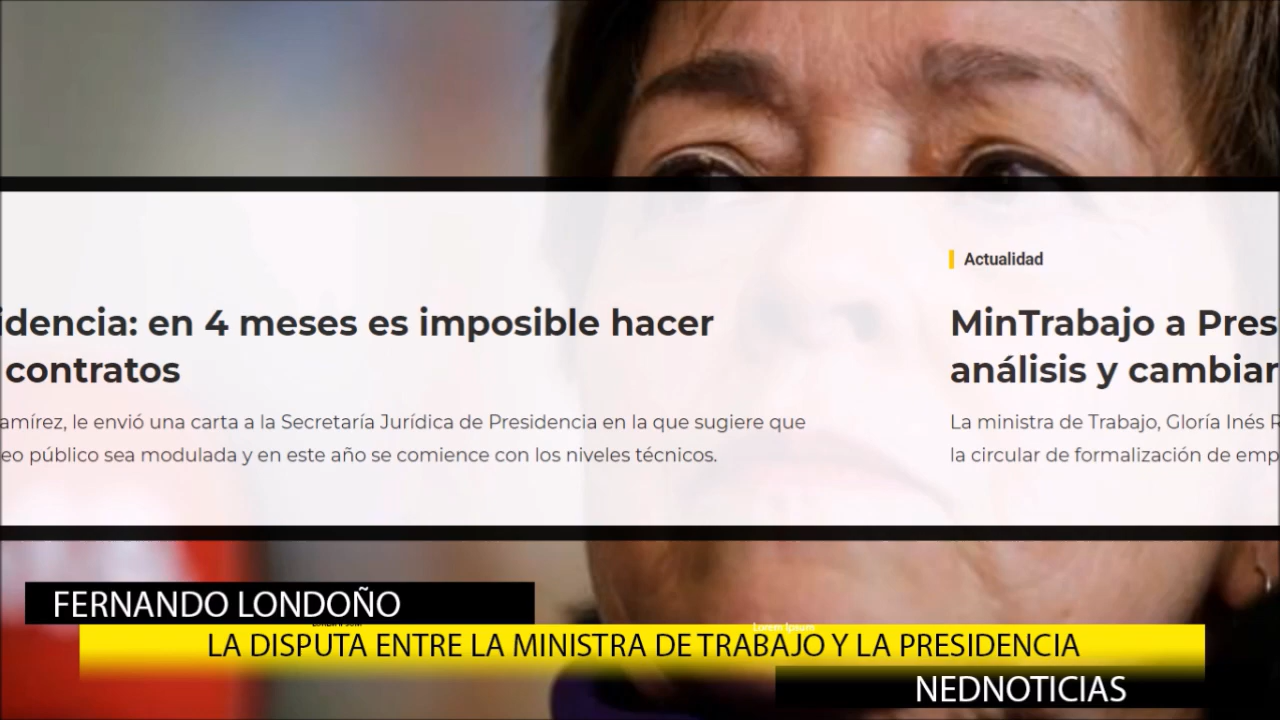 Actualidad
idencia: en 4 meses es imposible hacer
contratos
amírez, le envió una carta a la Secretaría Jurídica de Presidencia en la que sugiere que
eo público sea modulada y en este año se comience con los niveles técnicos.
MinTrabajo a Pres
análisis y cambiar
La ministra de Trabajo, Gloría Inés R
la circular de formalización de emp
FERNANDO LONDOÑO
Lorem Ipsum
LA DISPUTA ENTRE LA MINISTRA DE TRABAJO Y LA PRESIDENCIA
NEDNOTICIAS